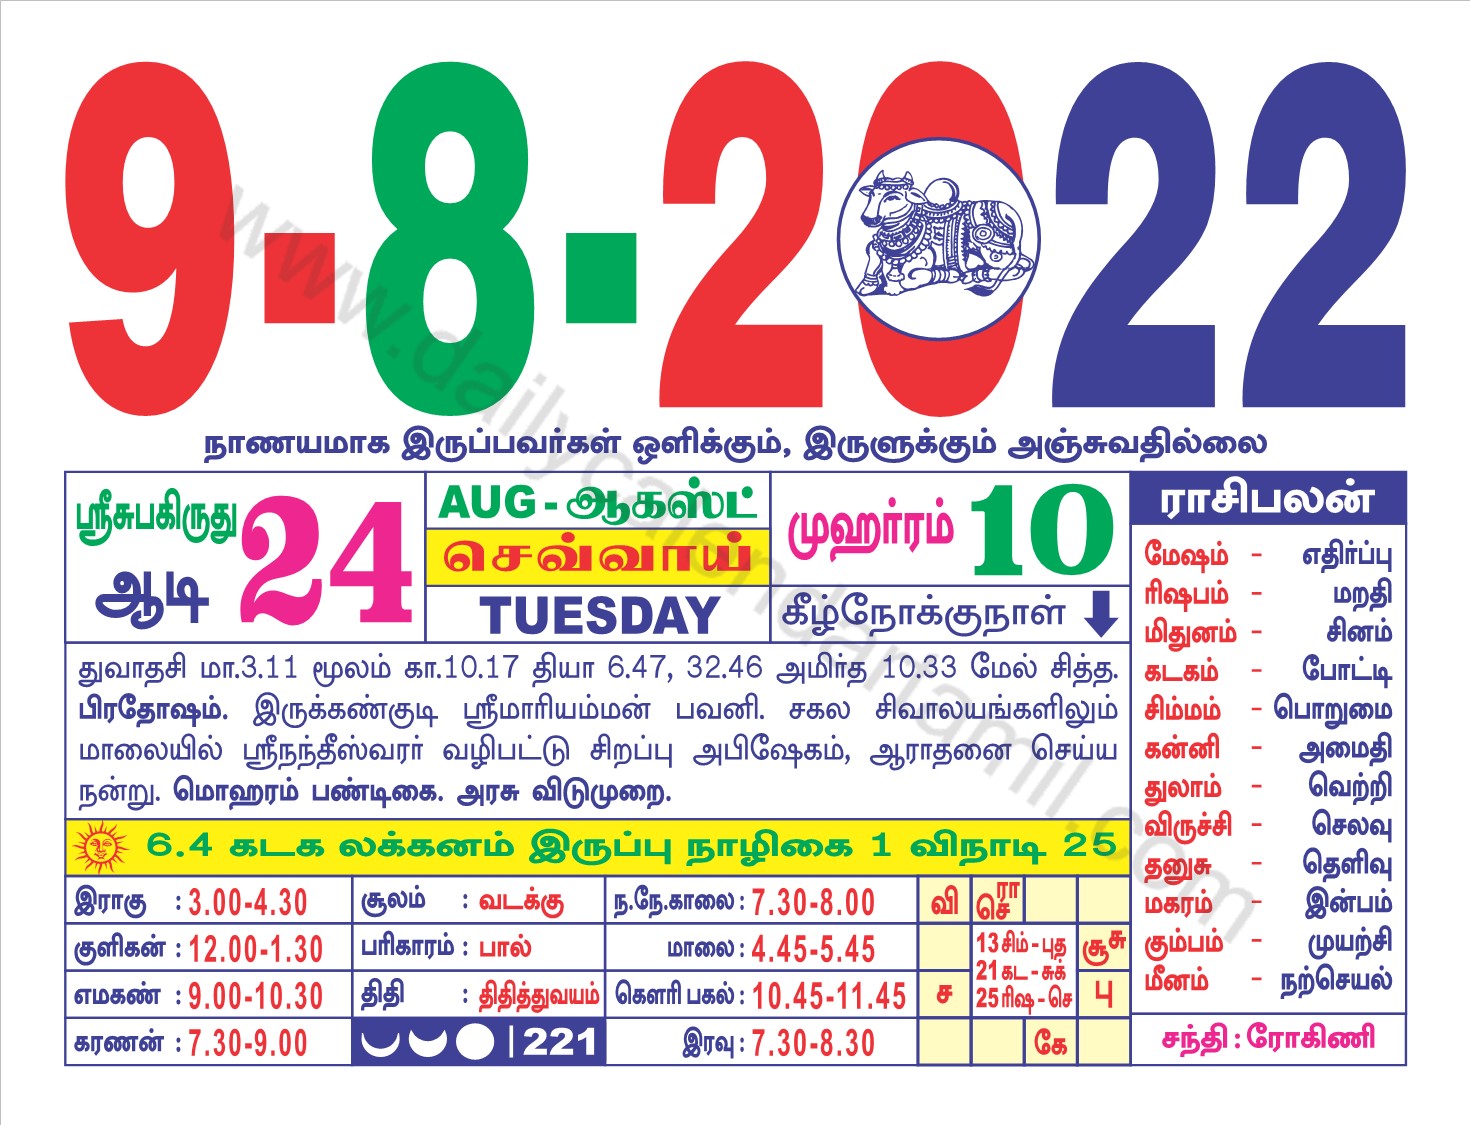 9-8-2022
நாணயமாக இருப்பவர்கள் ஒளிக்கும், இருளுக்கும் அஞ்சுவதில்லை
ஸ்ரீசுபகிருது
ஆடி 24
AUG - ஆகஸ்ட்
செவ்வாய்
TUESDAY
முஹர்ரம் 10
கீழ்நோக்குநாள்
துவாதசி மா.3.11 மூலம் கா.10.17 தியா 6.47, 32.46 அமிர்த 10.33 மேல் சித்த.
பிரதோஷம். இருக்கண்குடி ஸ்ரீமாரியம்மன் பவனி. சகல சிவாலயங்களிலும்
மாலையில் ஸ்ரீநந்தீஸ்வரர் வழிபட்டு சிறப்பு அபிஷேகம், ஆராதனை செய்ய
நன்று. மொஹரம் பண்டிகை. அரசு விடுமுறை.
6.4 கடக லக்கனம் இருப்பு நாழிகை 1 விநாடி 25
இராகு : 3.00-4.30
குளிகன் : 12.00-1.30
எமகண் : 9.00-10.30
கரணன் : 7.30-9.00
சூலம் : வடக்கு
பரிகாரம் : பால்
திதி : திதித்துவயம்
221
ந.நே.காலை : 7.30-8.00
மாலை : 4.45-5.45
கௌரி பகல் : 10.45-11.45
இரவு : 7.30-8.30
வி
ரா
செ
13 சிம் - புத
21 கட - சுக்
25 ரிஷ - செ
சூ சு
ச
பு
கே
ராசிபலன்
மேஷம் - எதிர்ப்பு
ரிஷபம் - மறதி
மிதுனம் - சினம்
கடகம் - போட்டி
சிம்மம் - பொறுமை
கன்னி - அமைதி
துலாம் - வெற்றி
விருச்சி - செலவு
தனுசு - தெளிவு
மகரம் - இன்பம்
கும்பம் - முயற்சி
மீனம் - நற்செயல்
சந்தி : ரோகிணி
www.dailycalendartamil.com